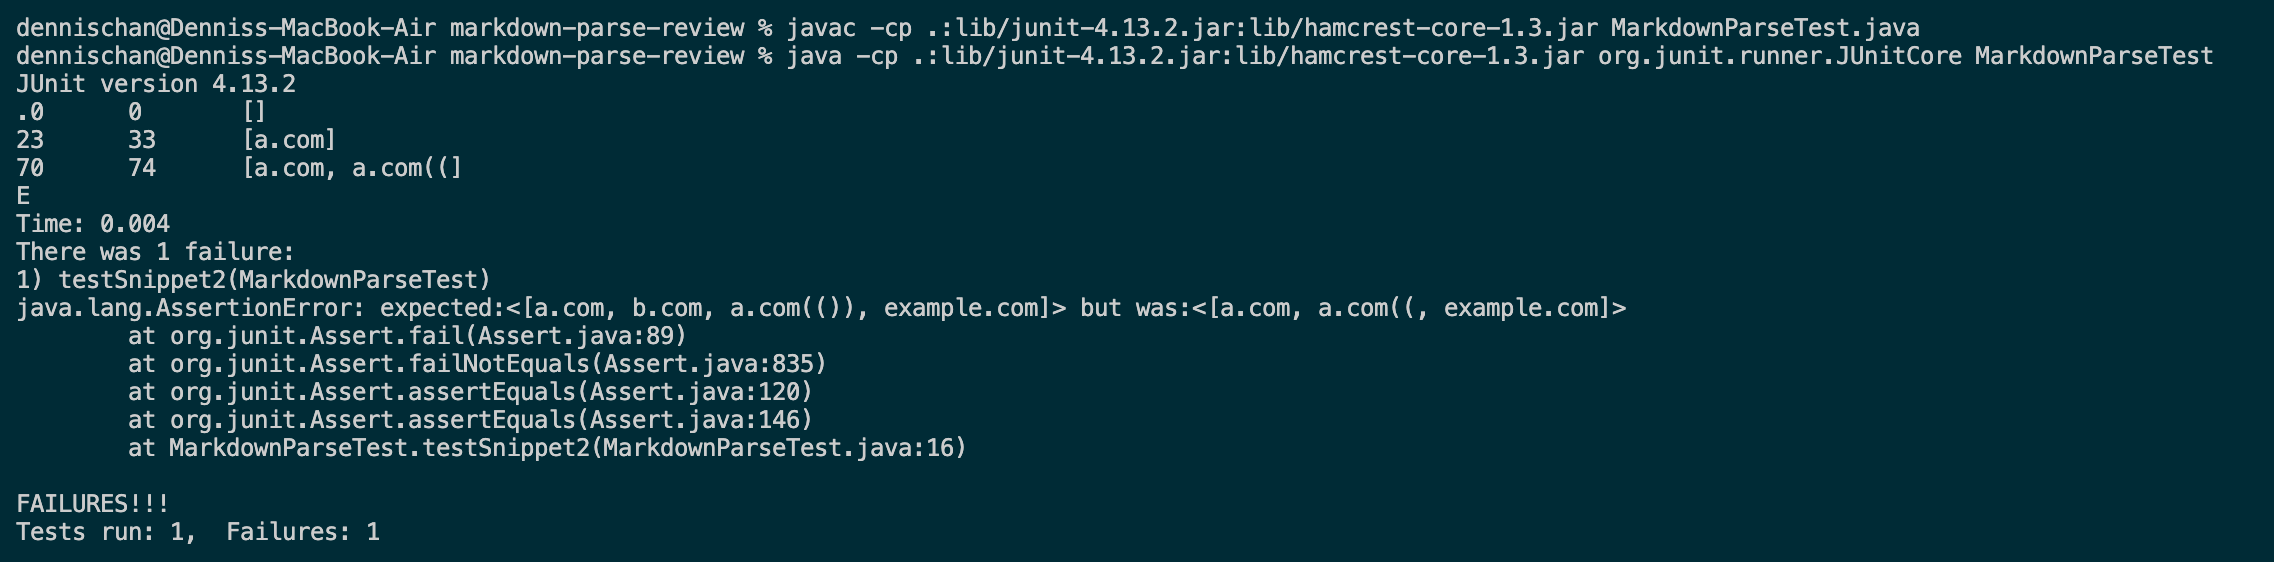 dennischan@Denniss-MacBook-Air markdown-parse-review % javac -cp .:lib/junit-4.13.2.jar:lib/hamcrest-core-1.3.jar MarkdownParseTest.java
dennischan@Denniss-MacBook-Air markdown-parse-review % java -cp .:lib/junit-4.13.2.jar:lib/hamcrest-core-1.3.jar org.junit.runner.JUnitCore MarkdownParseTest
JUnit version 4.13.2
.0      0       []
23      33      [a.com]
70      74      [a.com, a.com((]
E
Time: 0.004
There was 1 failure:
1) testSnippet2(MarkdownParseTest)
java.lang.AssertionError: expected:<[a.com, b.com, a.com(()), example.com]> but was:<[a.com, a.com((, example.com]>
        at org.junit.Assert.fail(Assert.java:89)
        at org.junit.Assert.failNotEquals(Assert.java:835)
        at org.junit.Assert.assertEquals(Assert.java:120)
        at org.junit.Assert.assertEquals(Assert.java:146)
        at MarkdownParseTest.testSnippet2(MarkdownParseTest.java:16)
FAILURES!!!
Tests run: 1,  Failures: 1